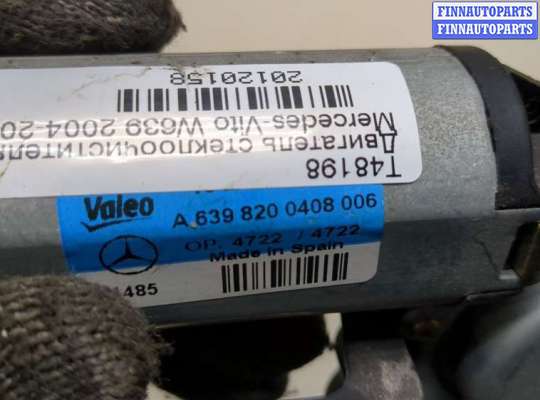 FINNAUTOPARTS
FINNAUTOPARTS
20120158
Двигатель стеклоочистителя
Mercedes-Vito W639 2004-20
T48198
Valeo
A 639 820 0408 006
OP. 4722 / 4722
Made in Spain
1485